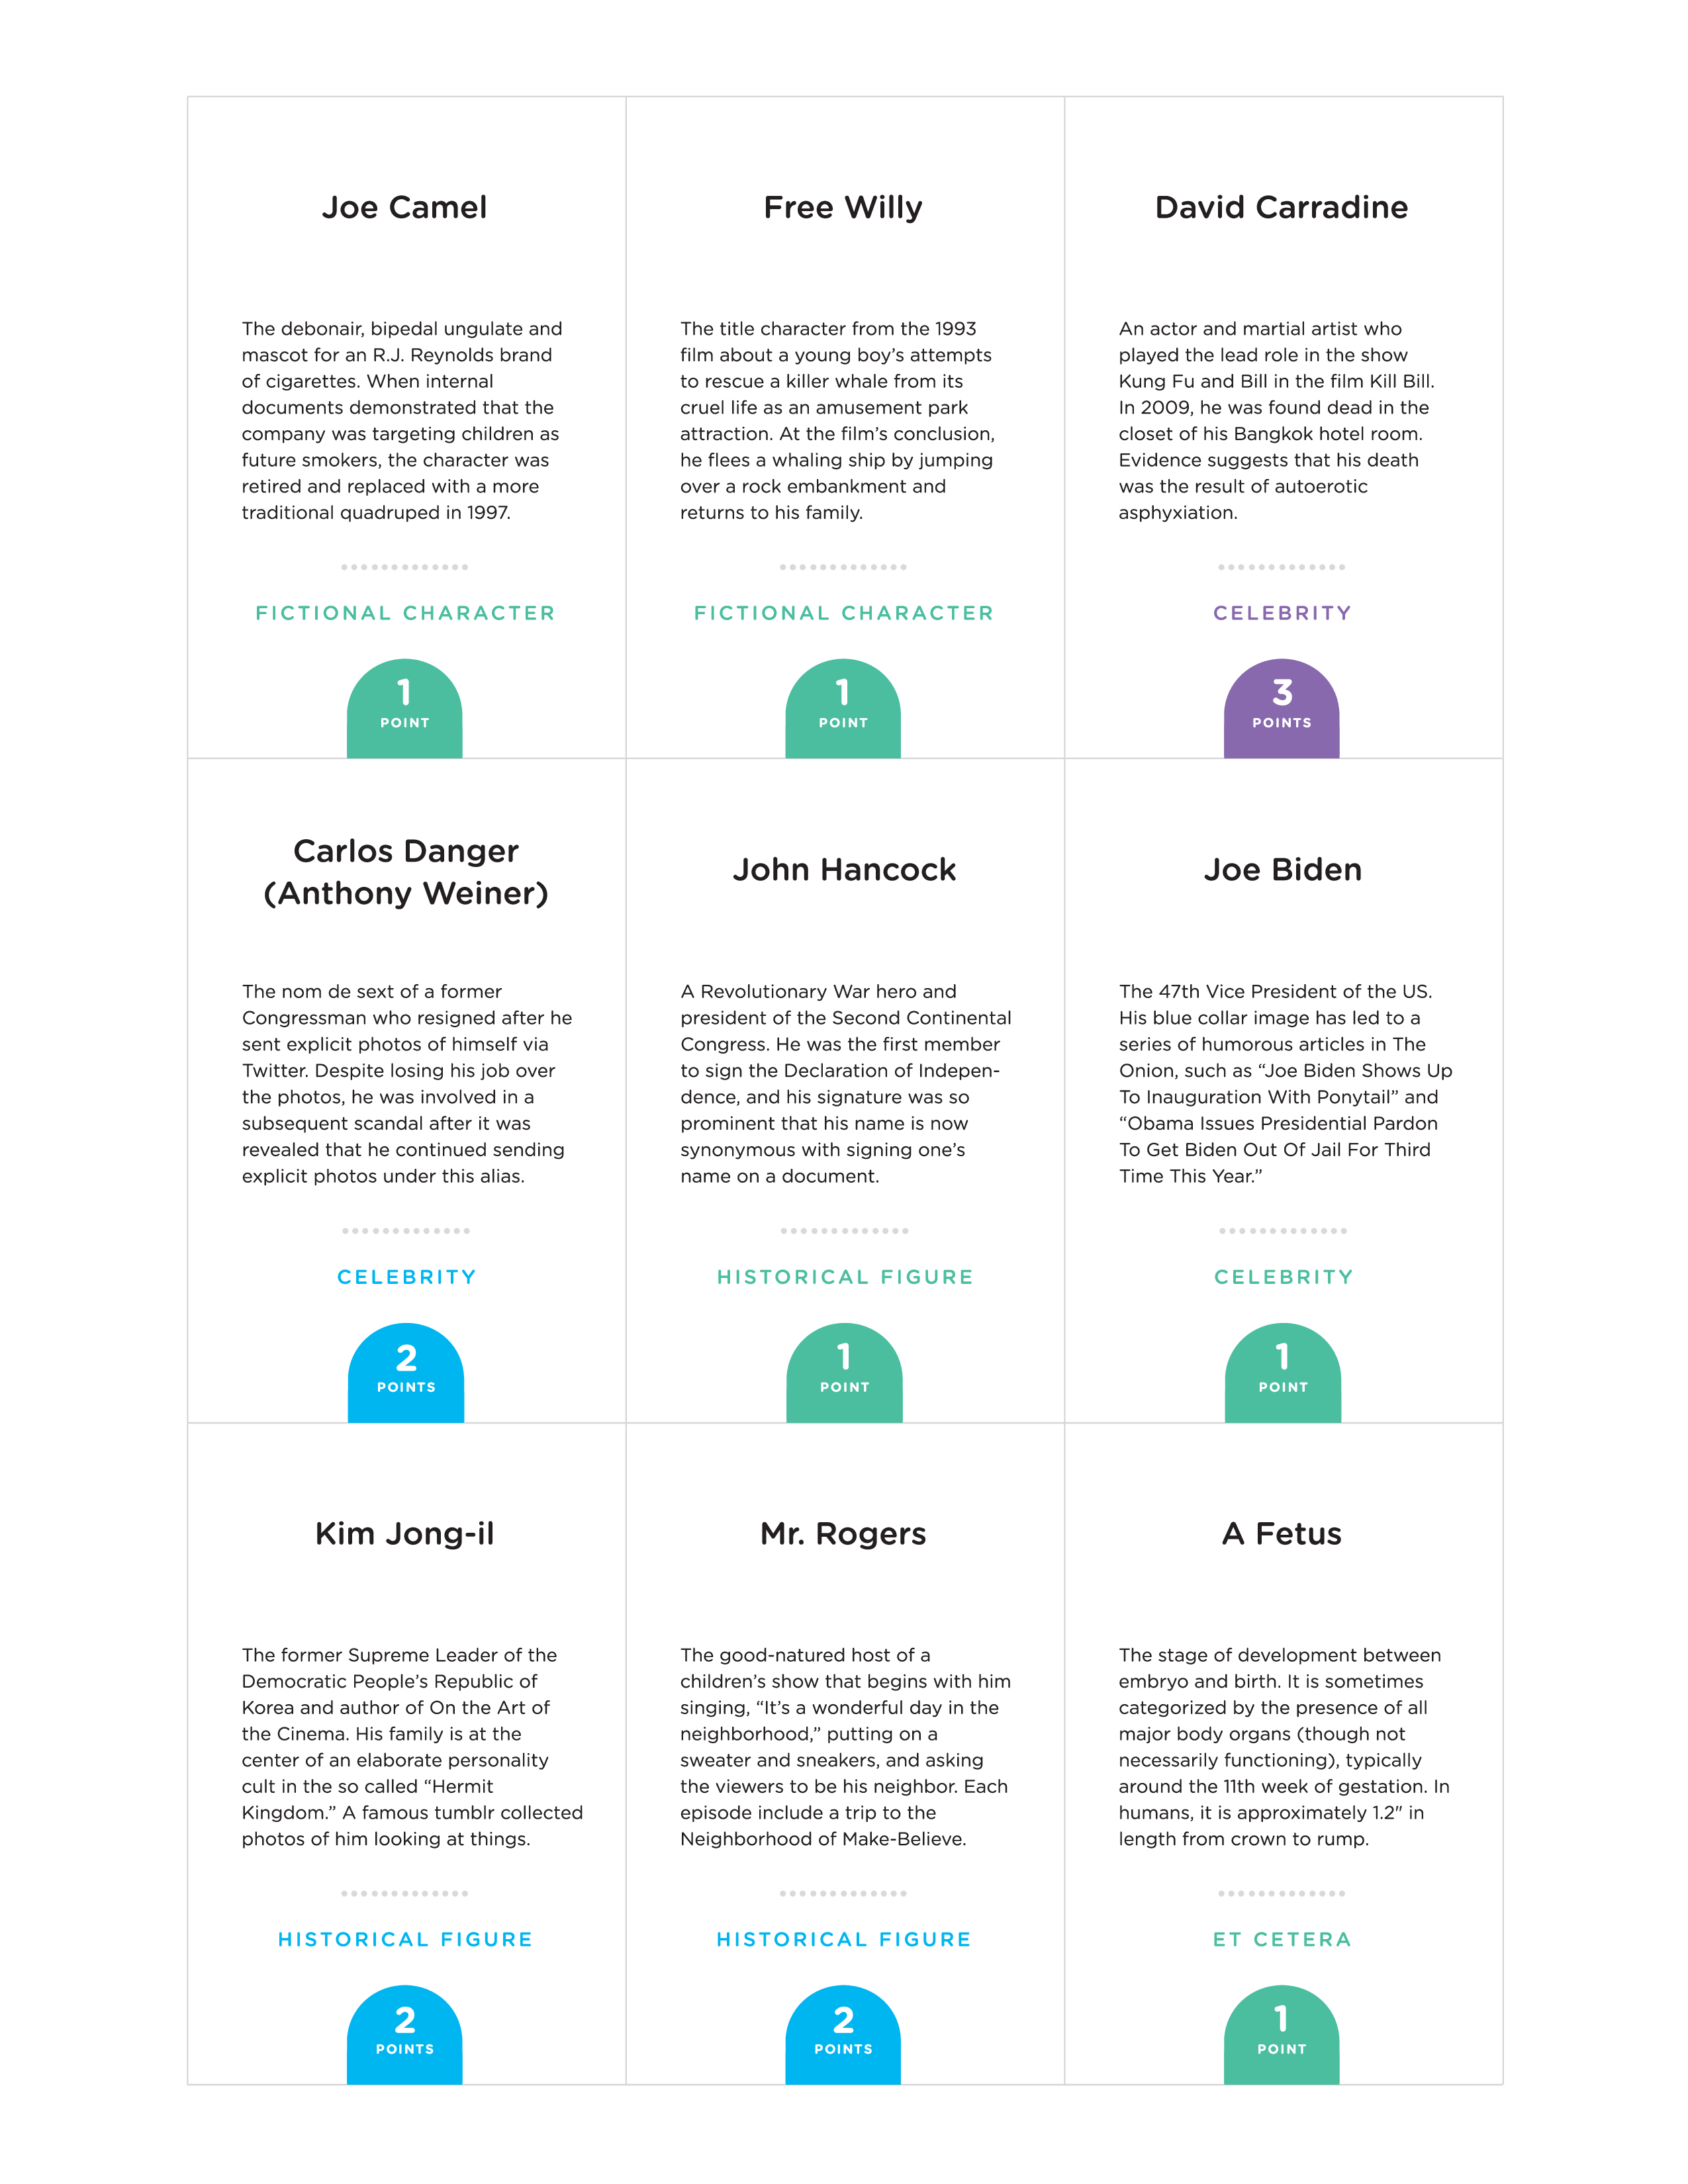 Joe Camel
The debonair, bipedal ungulate and
mascot for an R.J. Reynolds brand
of cigarettes. When internal
documents demonstrated that the
company was targeting children as
future smokers, the character was
retired and replaced with a more
traditional quadruped in 1997.
FICTIONAL CHARACTER
1
POINT
Free Willy
The title character from the 1993
film about a young boy’s attempts
to rescue a killer whale from its
cruel life as an amusement park
attraction. At the film’s conclusion,
he flees a whaling ship by jumping
over a rock embankment and
returns to his family.
FICTIONAL CHARACTER
1
POINT
David Carradine
An actor and martial artist who
played the lead role in the show
Kung Fu and Bill in the film Kill Bill.
In 2009, he was found dead in the
closet of his Bangkok hotel room.
Evidence suggests that his death
was the result of autoerotic
asphyxiation.
CELEBRITY
3
POINTS
Carlos Danger
(Anthony Weiner)
The nom de sext of a former
Congressman who resigned after he
sent explicit photos of himself via
Twitter. Despite losing his job over
the photos, he was involved in a
subsequent scandal after it was
revealed that he continued sending
explicit photos under this alias.
CELEBRITY
2
POINTS
John Hancock
A Revolutionary War hero and
president of the Second Continental
Congress. He was the first member
to sign the Declaration of Indepen-
dence, and his signature was so
prominent that his name is now
synonymous with signing one’s
name on a document.
HISTORICAL FIGURE
1
POINT
Joe Biden
The 47th Vice President of the US.
His blue collar image has led to a
series of humorous articles in The
Onion, such as “Joe Biden Shows Up
To Inauguration With Ponytail” and
“Obama Issues Presidential Pardon
To Get Biden Out Of Jail For Third
Time This Year.”
CELEBRITY
1
POINT
Kim Jong-il
The former Supreme Leader of the
Democratic People’s Republic of
Korea and author of On the Art of
the Cinema. His family is at the
center of an elaborate personality
cult in the so called “Hermit
Kingdom.” A famous tumblr collected
photos of him looking at things.
HISTORICAL FIGURE
2
POINTS
Mr. Rogers
The good-natured host of a
children’s show that begins with him
singing, “It’s a wonderful day in the
neighborhood,” putting on a
sweater and sneakers, and asking
the viewers to be his neighbor. Each
episode include a trip to the
Neighborhood of Make-Believe.
HISTORICAL FIGURE
2
POINTS
A Fetus
The stage of development between
embryo and birth. It is sometimes
categorized by the presence of all
major body organs (though not
necessarily functioning), typically
around the 11th week of gestation. In
humans, it is approximately 1.2" in
length from crown to rump.
ET CETERA
1
POINT